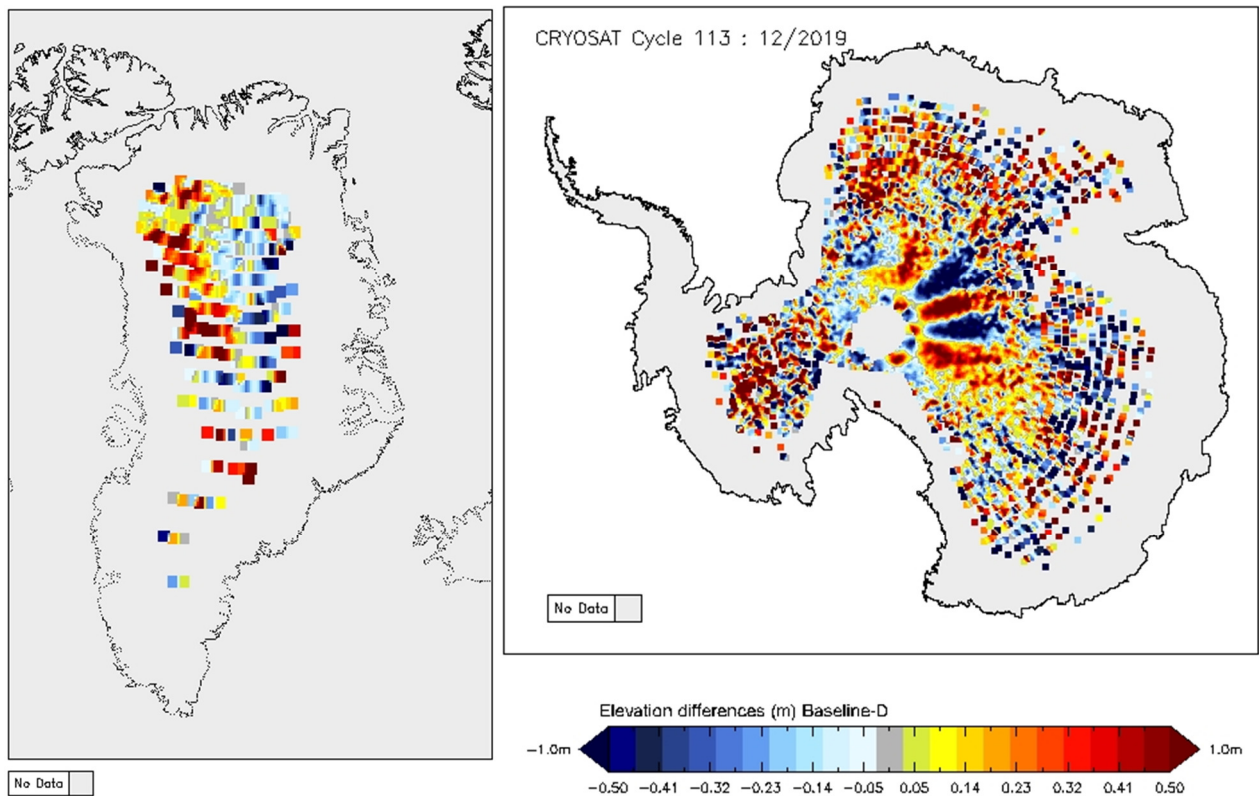 CRYOSAT Cycle 113 : 12/2019
No Data
Elevation differences (m) Baseline-D
-1.0m 1.0m
-0.50 -0.41 -0.32 -0.23 -0.14 -0.05 0.05 0.14 0.23 0.32 0.41 0.50
No Data